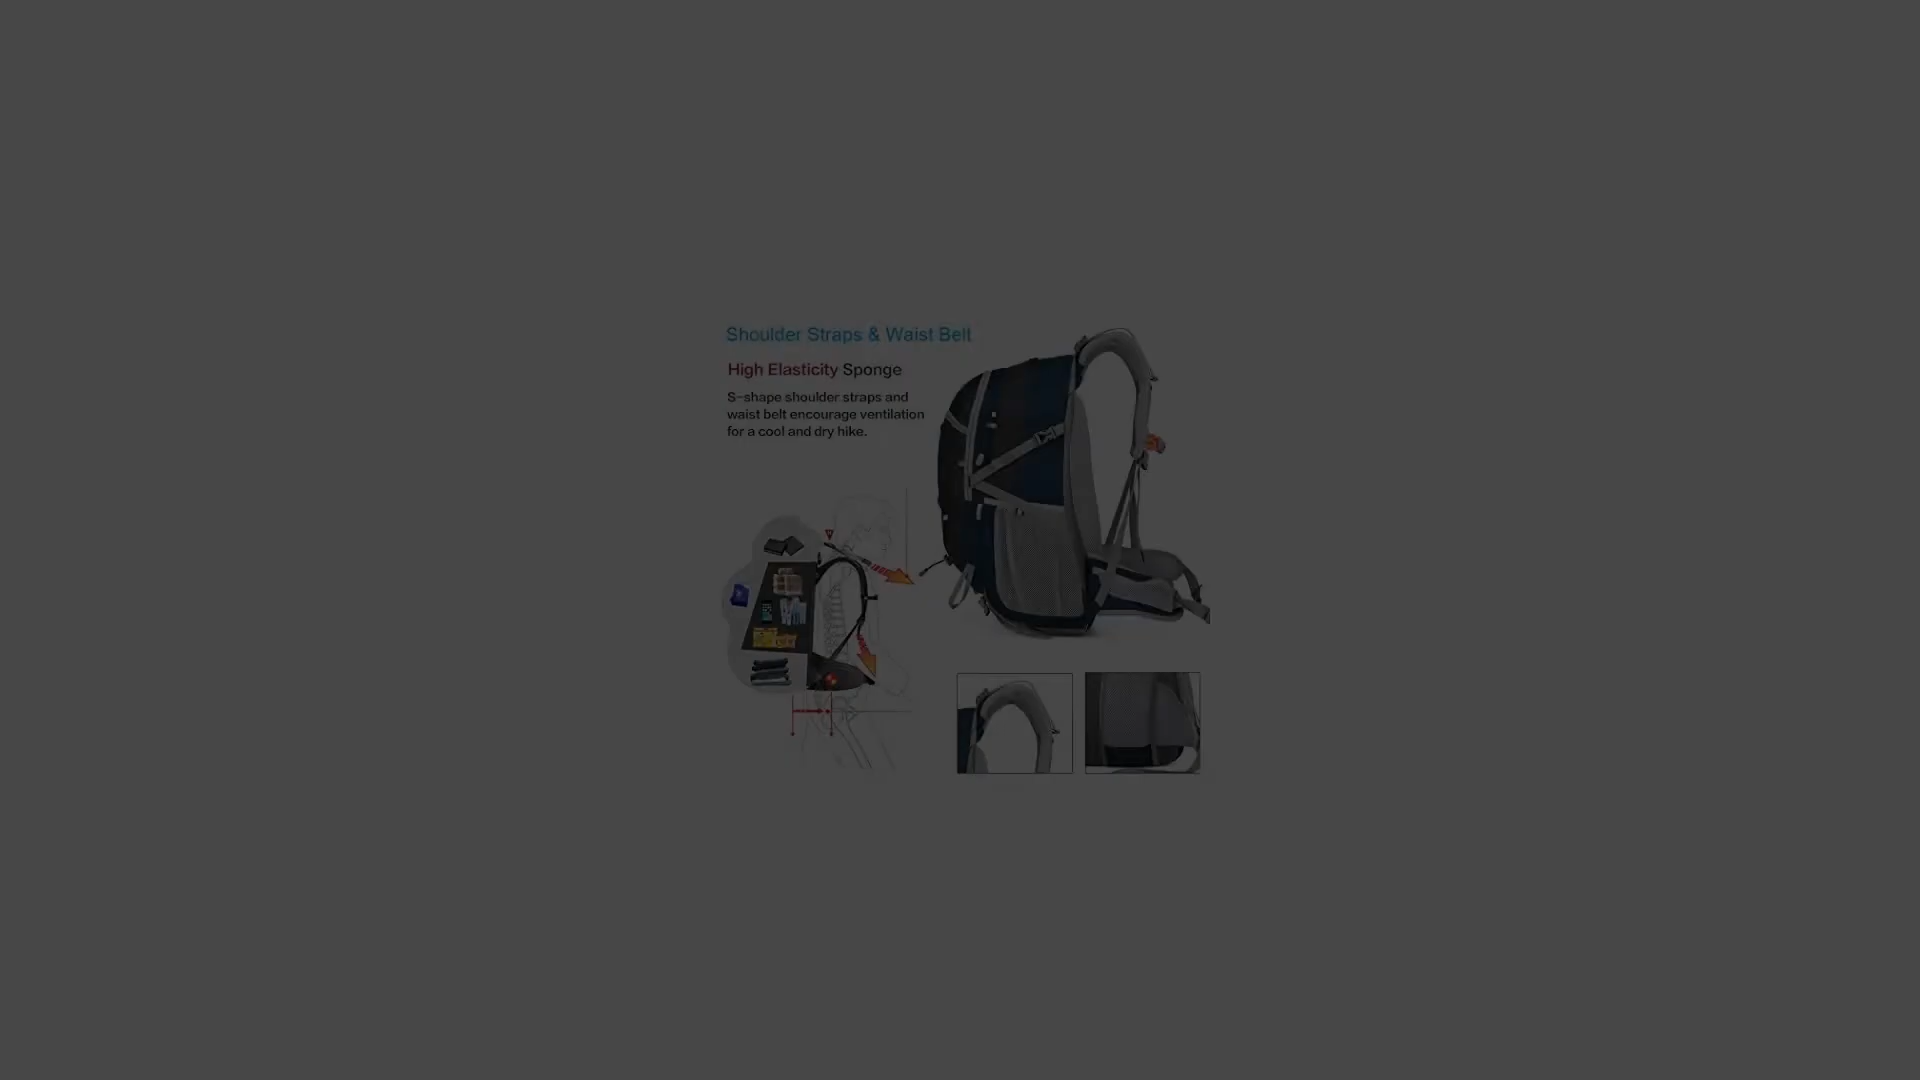 Shoulder Straps & Waist Belt
High Elasticity Sponge
S-shape shoulder straps and
waist belt encourage ventilation
for a cool and dry hike.